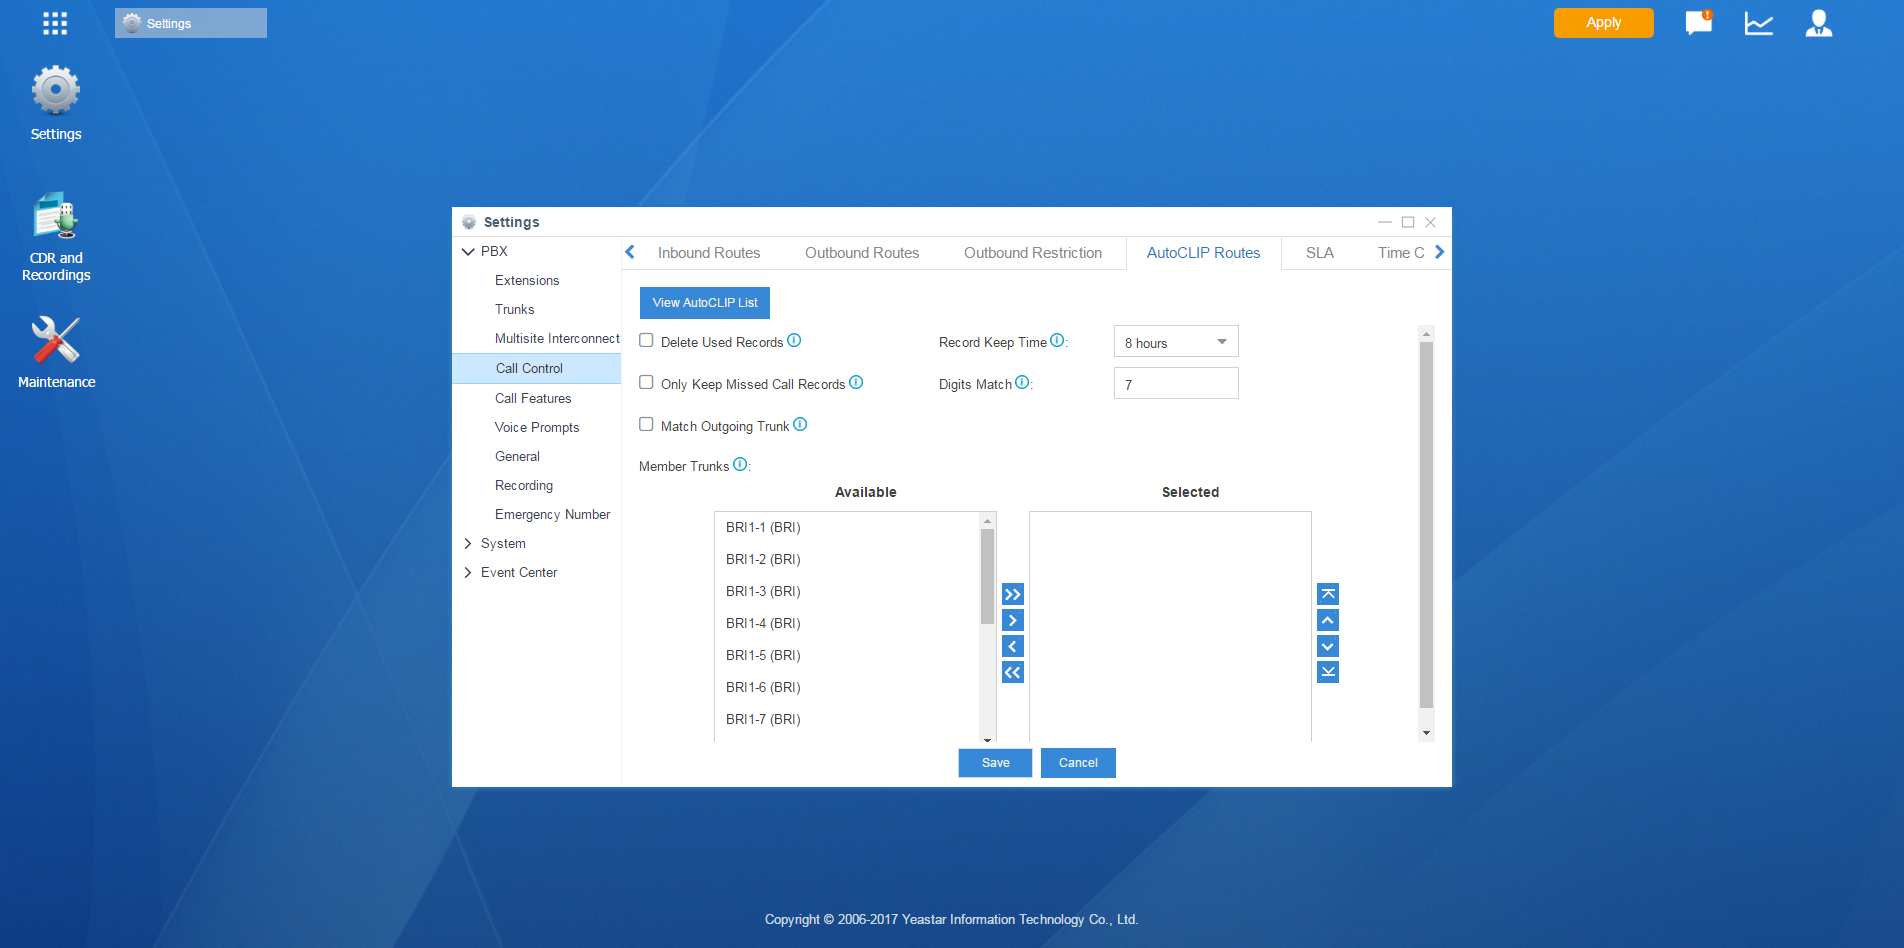 Settings
Apply
Settings
CDR and
Recordings
Maintenance
Settings
PBX
Extensions
Trunks
Multisite Interconnect
Call Control
Call Features
Voice Prompts
General
Recording
Emergency Number
System
Event Center
Inbound Routes
Outbound Routes
Outbound Restriction
AutoCLIP Routes
SLA
Time C
View AutoCLIP List
Delete Used Records
Record Keep Time :
8 hours
Only Keep Missed Call Records
Digits Match :
7
Match Outgoing Trunk
Member Trunks :
Available
Selected
BRI1-1 (BRI)
BRI1-2 (BRI)
BRI1-3 (BRI)
BRI1-4 (BRI)
BRI1-5 (BRI)
BRI1-6 (BRI)
BRI1-7 (BRI)
Save
Cancel
Copyright © 2006-2017 Yeastar Information Technology Co., Ltd.